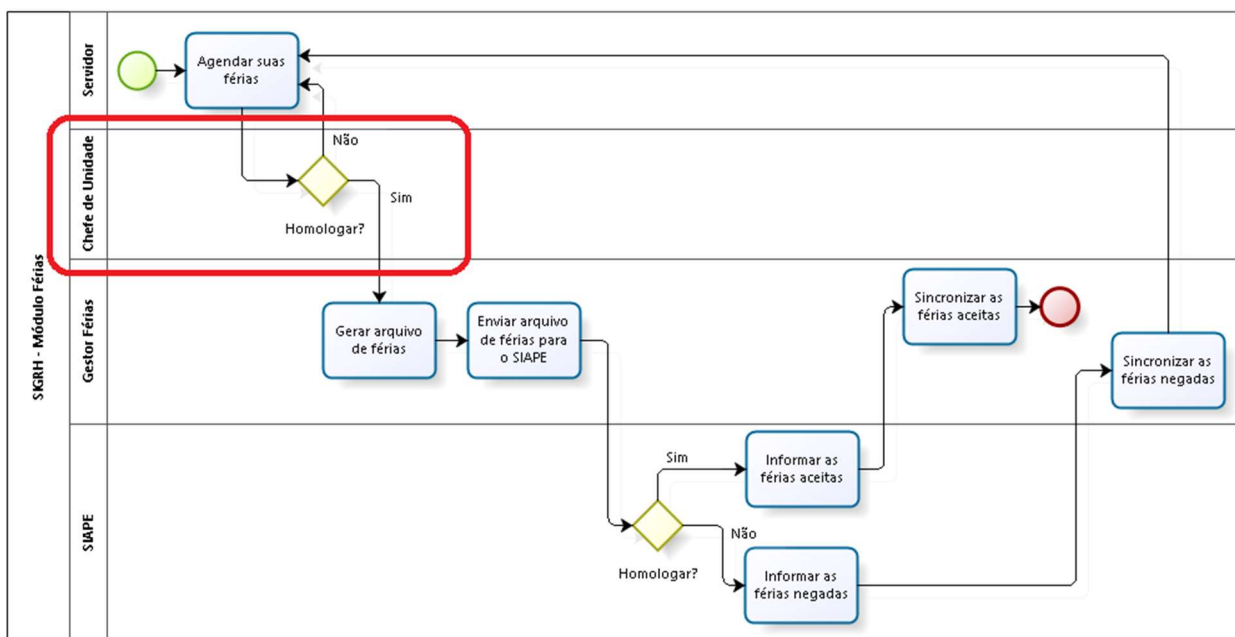 SIGRH - Módulo Férias
Servidor
Agendar suas
férias
Chefe de Unidade
Não
Sim
Homologar?
Gestor Férias
Gerar arquivo
de férias
Enviar arquivo
de férias para
o SIAPE
Sincronizar as
férias aceitas
Sincronizar as
férias negadas
SIAPE
Sim
Informar as
férias aceitas
Não
Homologar?
Informar as
férias negadas